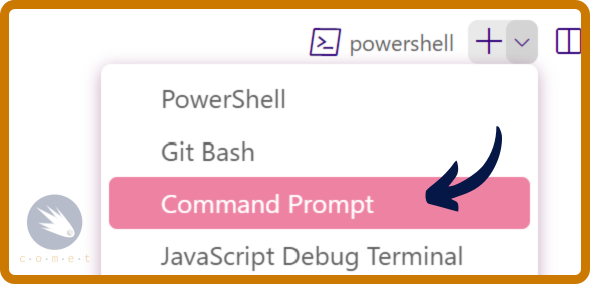 powershell
PowerShell
Git Bash
Command Prompt
JavaScript Debug Terminal
c·o·m·e·t